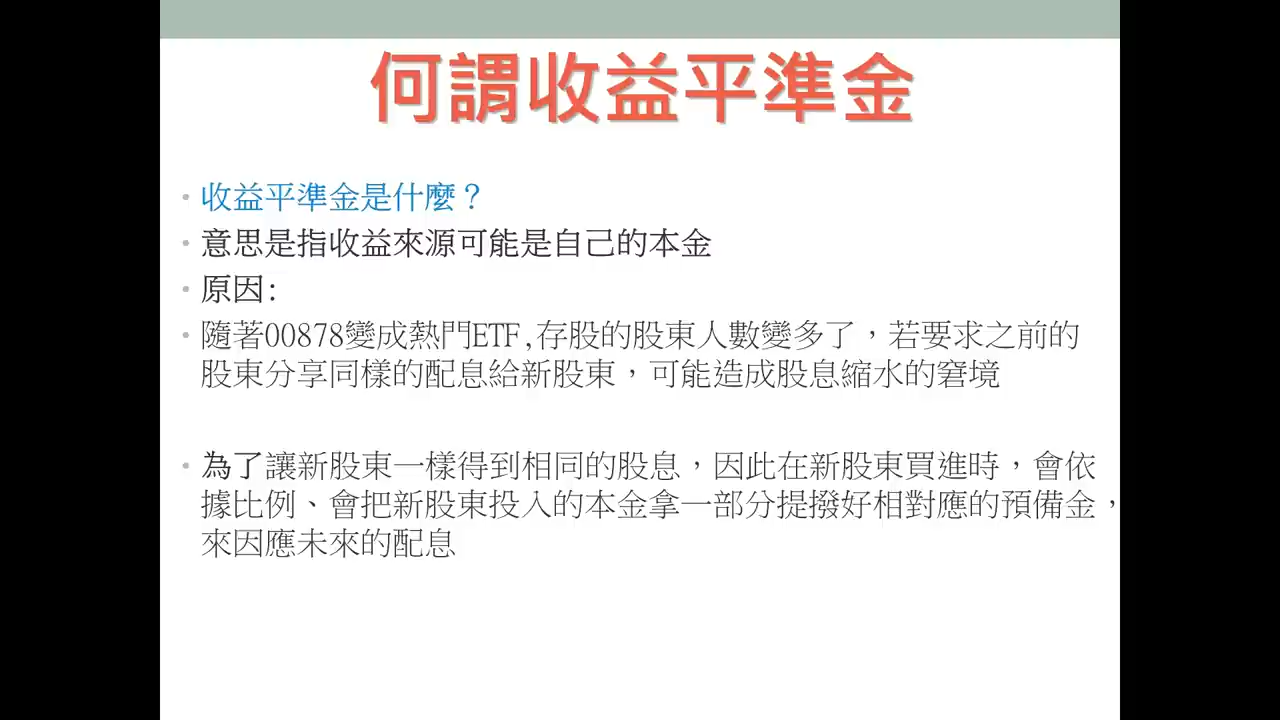 何謂收益平準金
• 收益平準金是什麼？
• 意思是指收益來源可能是自己的本金
• 原因:
• 隨著00878變成熱門ETF,存股的股東人數變多了，若要求之前的
股東分享同樣的配息給新股東，可能造成股息縮水的窘境
• 為了讓新股東一樣得到相同的股息，因此在新股東買進時，會依
據比例、會把新股東投入的本金拿一部分提撥好相對應的預備金，
來因應未來的配息